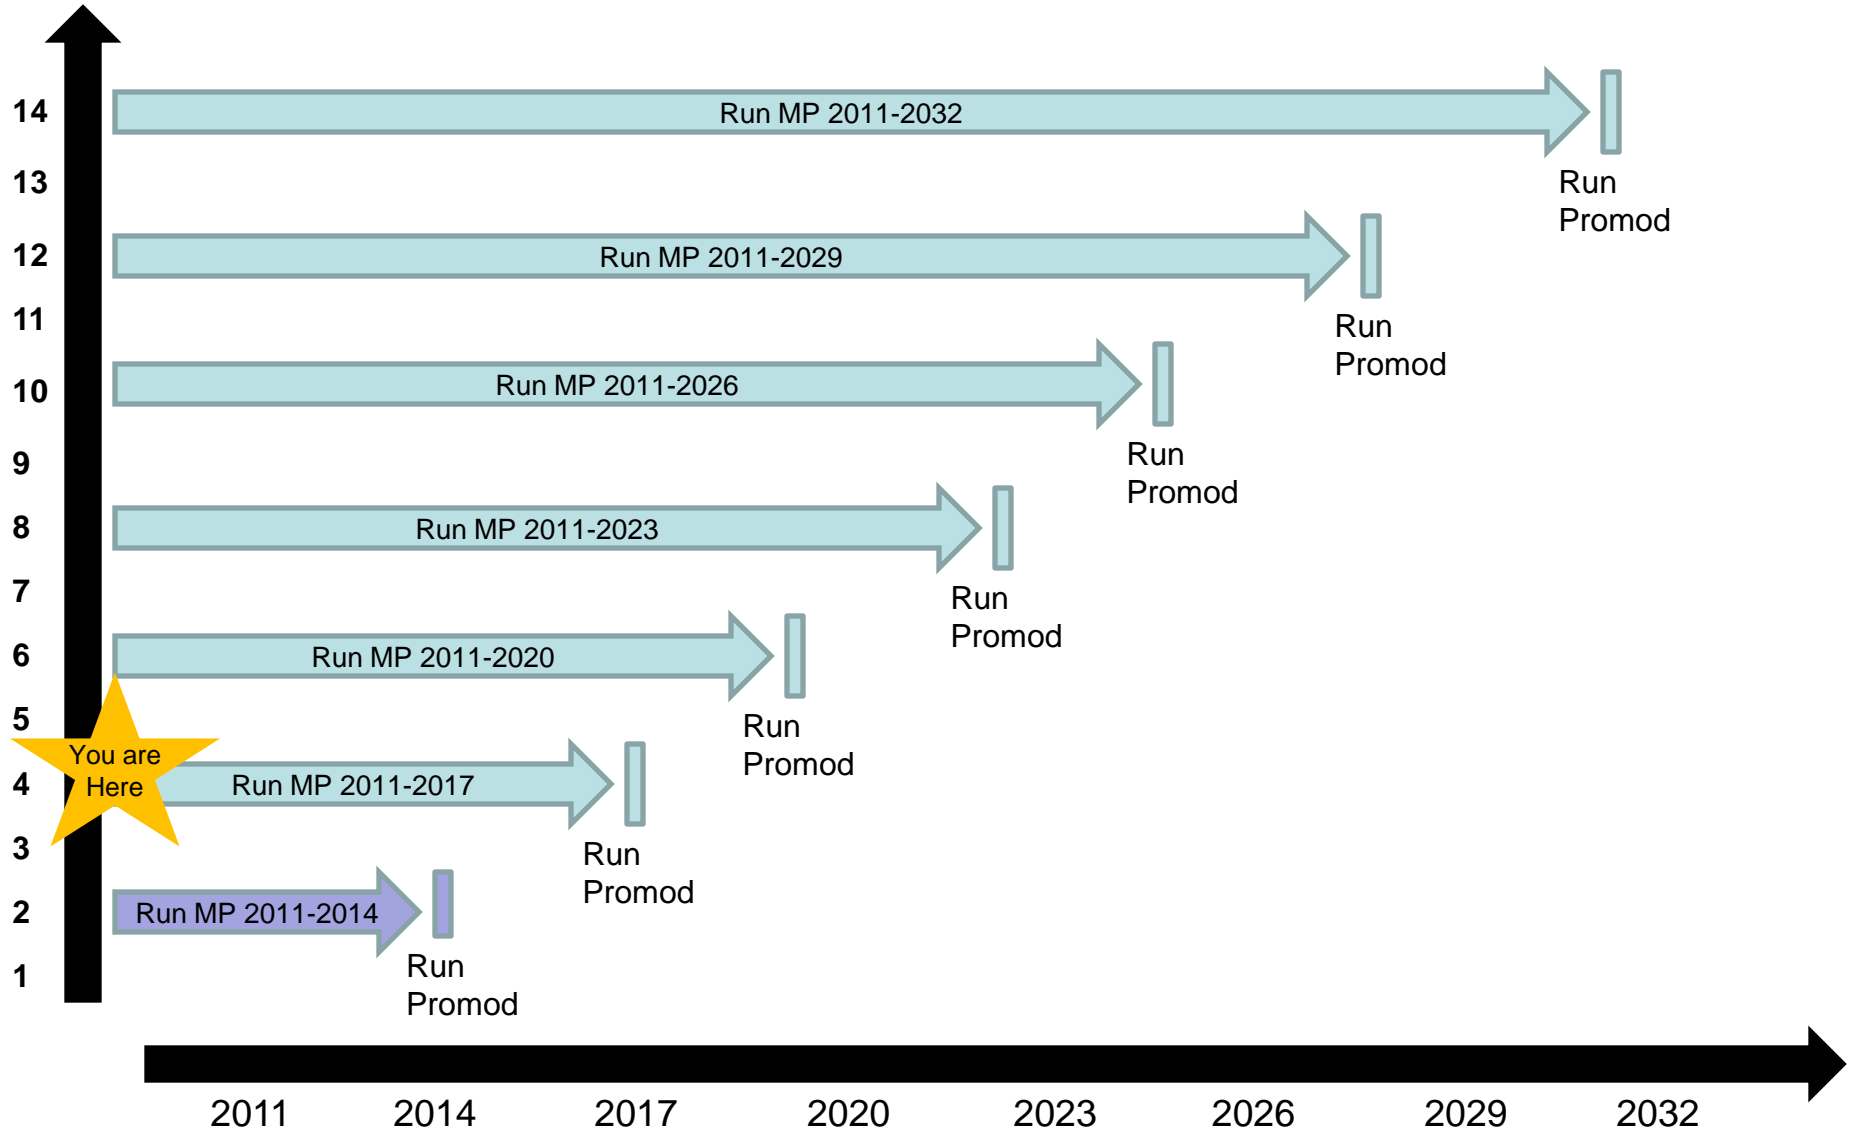 14
Run MP 2011-2032
13
Run
Promod
12
Run MP 2011-2029
11
Run
Promod
10
Run MP 2011-2026
9
Run
Promod
8
Run MP 2011-2023
7
Run
Promod
6
Run MP 2011-2020
5
Run
Promod
You are
Here
4
Run MP 2011-2017
3
Run
Promod
2
Run MP 2011-2014
1
Run
Promod
2011 2014 2017 2020 2023 2026 2029 2032